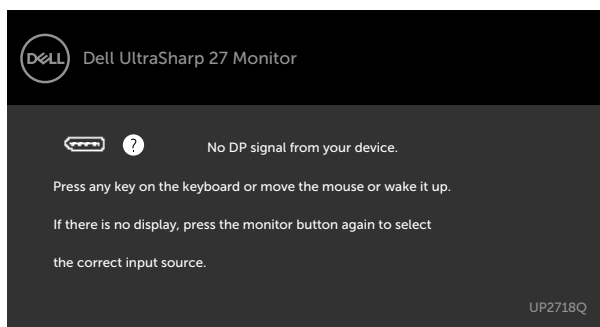 DELL
Dell UltraSharp 27 Monitor
? No DP signal from your device.
Press any key on the keyboard or move the mouse or wake it up.
If there is no display, press the monitor button again to select
the correct input source.
UP2718Q